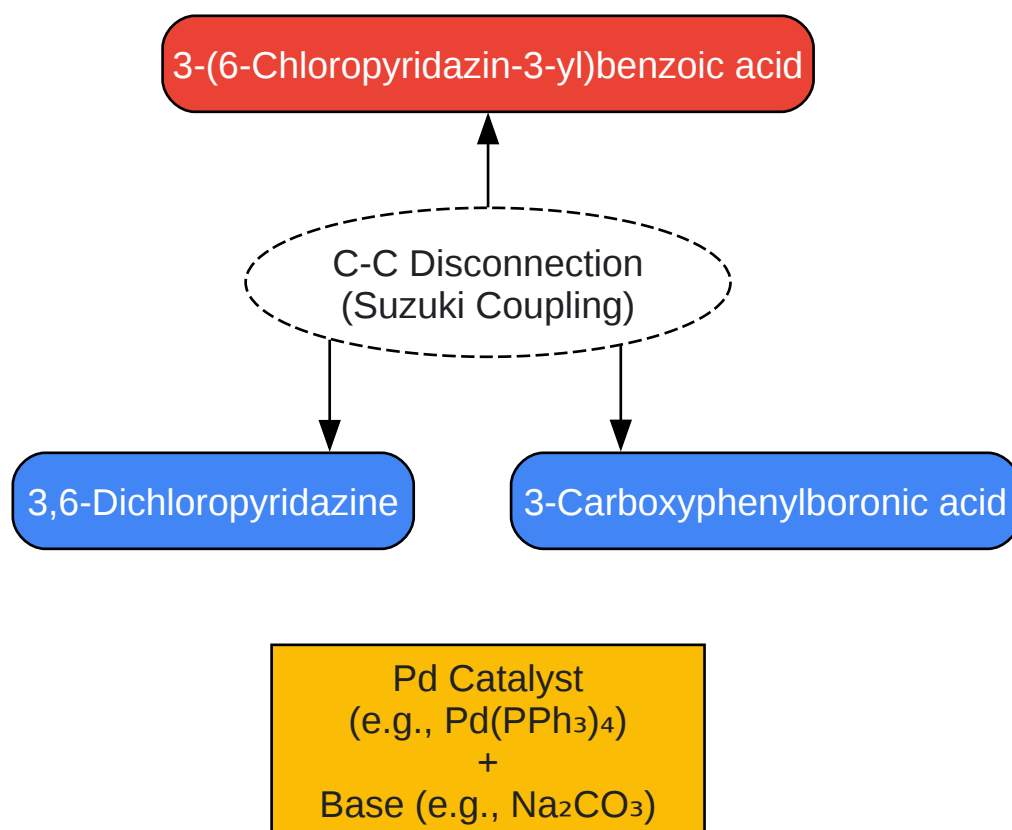 3-(6-Chloropyridazin-3-yl)benzoic acid
C-C Disconnection
(Suzuki Coupling)
3,6-Dichloropyridazine
3-Carboxyphenylboronic acid
Pd Catalyst
(e.g., Pd(PPh₃)₄)
+
Base (e.g., Na₂CO₃)